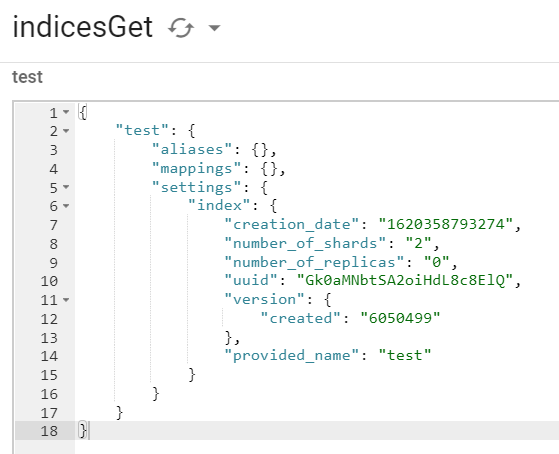 indicesGet
test
1 {
2 "test": {
3 "aliases": {},
4 "mappings": {},
5 "settings": {
6 "index": {
7 "creation_date": "1620358793274",
8 "number_of_shards": "2",
9 "number_of_replicas": "0",
10 "uuid": "Gk0aMNbtSA2oiHdL8c8ElQ",
11 "version": {
12 "created": "6050499"
13 },
14 "provided_name": "test"
15 }
16 }
17 }
18 }